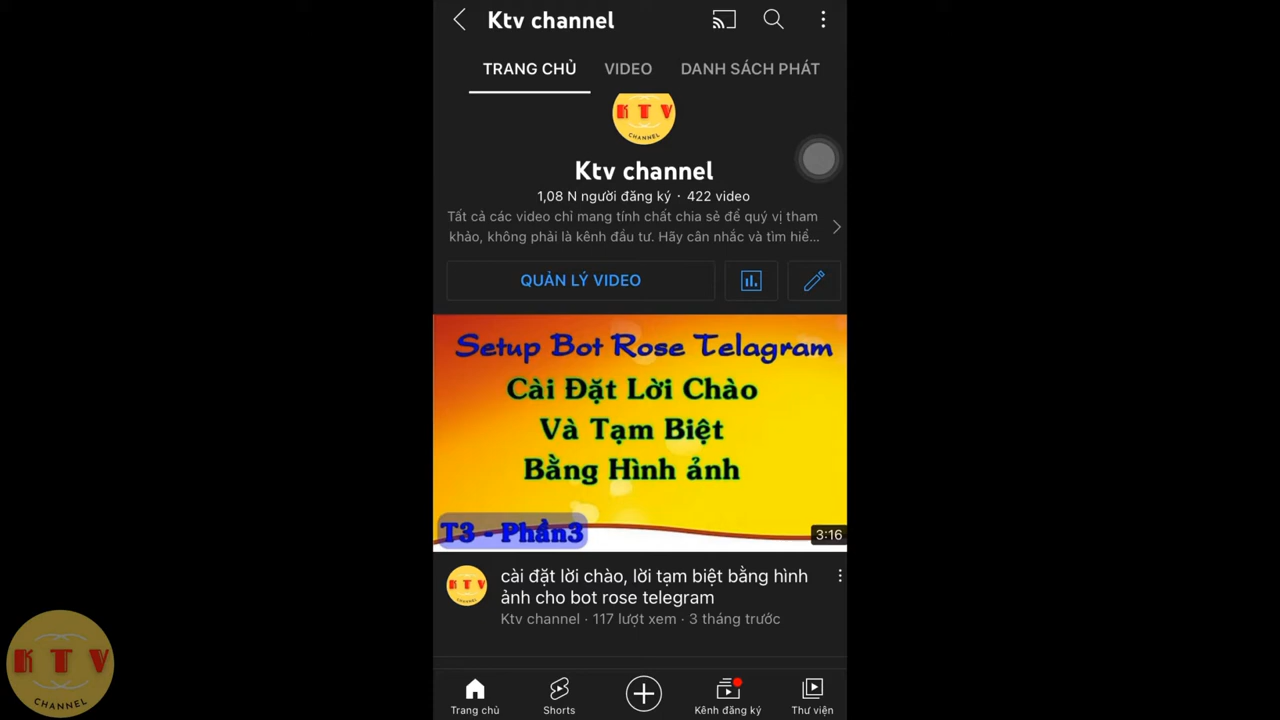 Ktv channel
TRANG CHỦ VIDEO DANH SÁCH PHÁT
KTV
CHANNEL
Ktv channel
1,08 N người đăng ký · 422 video
Tất cả các video chỉ mang tính chất chia sẻ để quý vị tham
khảo, không phải là kênh đầu tư. Hãy cân nhắc và tìm hiể...
QUẢN LÝ VIDEO
Setup Bot Rose Telagram
Cài Đặt Lời Chào
Và Tạm Biệt
Bằng Hình ảnh
T3 - Phần3
3:16
KTV
CHANNEL
cài đặt lời chào, lời tạm biệt bằng hình
ảnh cho bot rose telegram
Ktv channel · 117 lượt xem · 3 tháng trước
Trang chủ Shorts Kênh đăng ký Thư viện
KTV
CHANNEL